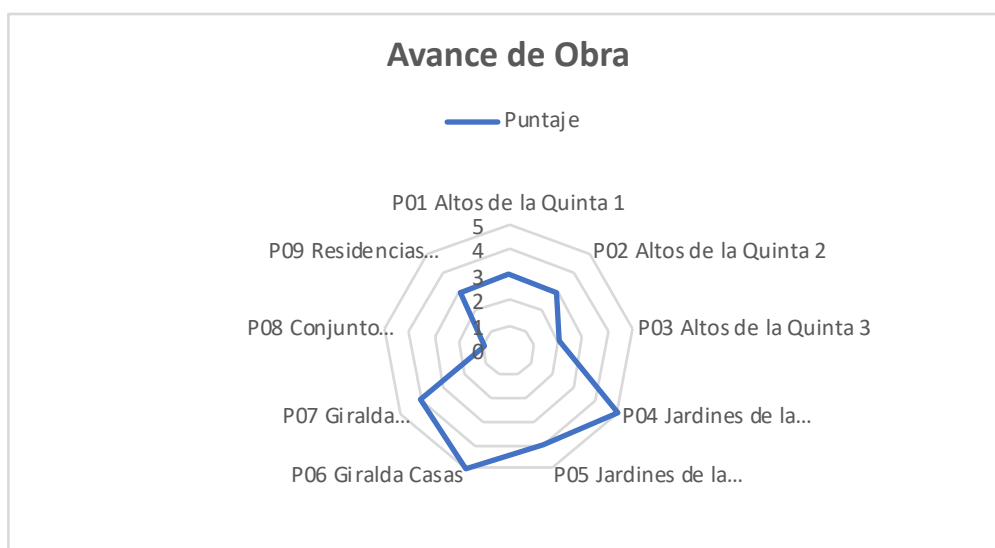 Avance de Obra
Puntaje
P01 Altos de la Quinta 1
P02 Altos de la Quinta 2
P03 Altos de la Quinta 3
P04 Jardines de la...
P05 Jardines de la...
P06 Giralda Casas
P07 Giralda...
P08 Conjunto...
P09 Residencias...
5
4
3
2
1
0